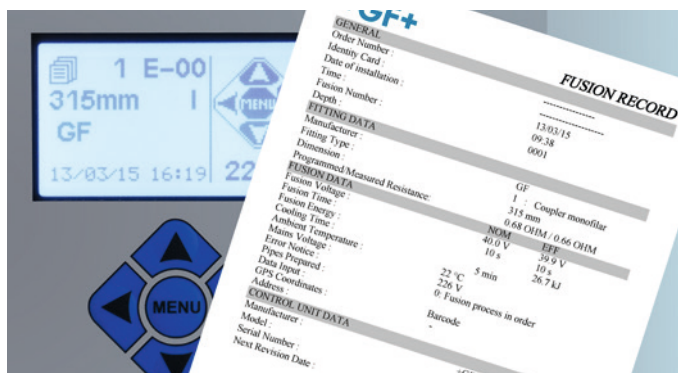 1 E-00
315mm I
MENU
GF
13/03/15 16:19 22
MENU
GF+
FUSION RECORD
GENERAL
Order Number : ------------
Identity Card : ------------------
Date of installation : 13/03/15
Time : 09:38
Fusion Number : 0001
Depth :
FITTING DATA
Manufacturer : GF
Fitting Type : I : Coupler monofilar
Dimension : 315 mm
Programmed/Measured Resistance: 0.68 OHM / 0.66 OHM
FUSION DATA NOM EFF
Fusion Voltage : 40.0 V 39.9 V
Fusion Time : 10 s 10 s
Fusion Energy : 26.7 kJ
Cooling Time : 5 min
Ambient Temperature : 22 °C
Mains Voltage : 226 V
Error Notice : 0: Fusion process in order
Pipes Prepared :
Data Input : Barcode
GPS Coordinates : -
Address :
CONTROL UNIT DATA
Manufacturer :
Model :
Serial Number :
Next Revision Date :